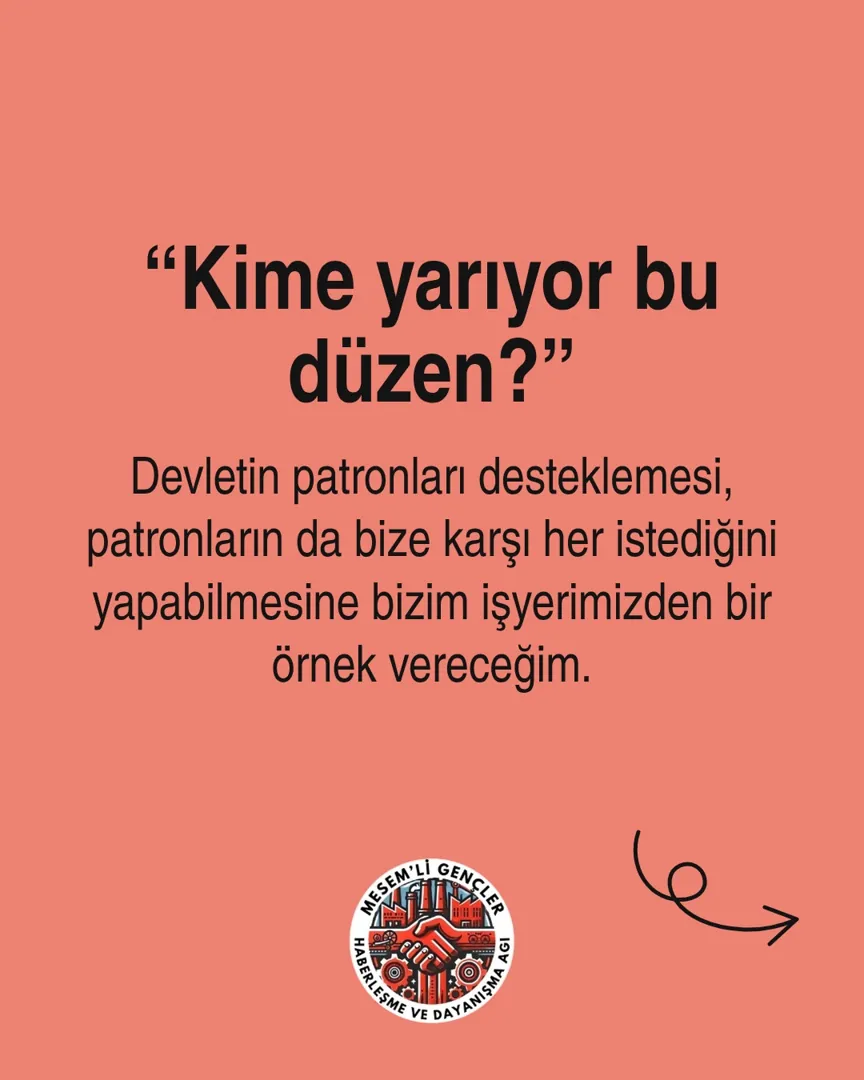 “Kime yarıyor bu
düzen?”
Devletin patronları desteklemesi,
patronların da bize karşı her istediğini
yapabilmesine bizim işyerimizden bir
örnek vereceğim.
MESEM'Lİ GENÇLER
HABERLEŞME VE DAYANIŞMA AGI